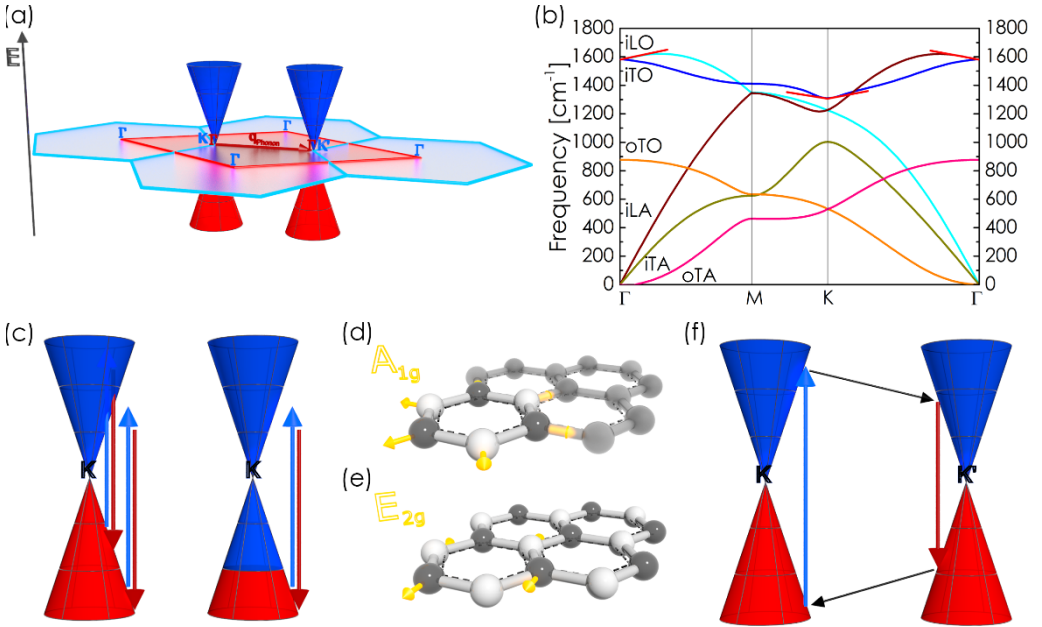 (a)
E
Γ
Γ
K
q Phonon
K'
Γ
Γ
(b)
Frequency [cm⁻¹]
1800
1600
1400
1200
1000
800
600
400
200
0
iLO
iTO
oTO
iLA
iTA
oTA
1800
1600
1400
1200
1000
800
600
400
200
0
Γ
M
K
Γ
(c)
K
K
(d)
A1g
(e)
E2g
(f)
K
K'